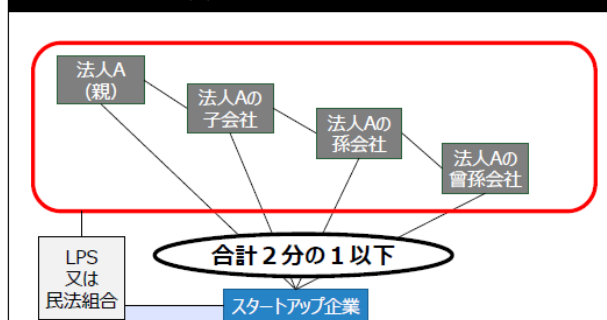 法人A
(親)
法人Aの
子会社
法人Aの
孫会社
法人Aの
曾孫会社
合計２分の１以下
LPS
又は
民法組合
スタートアップ企業